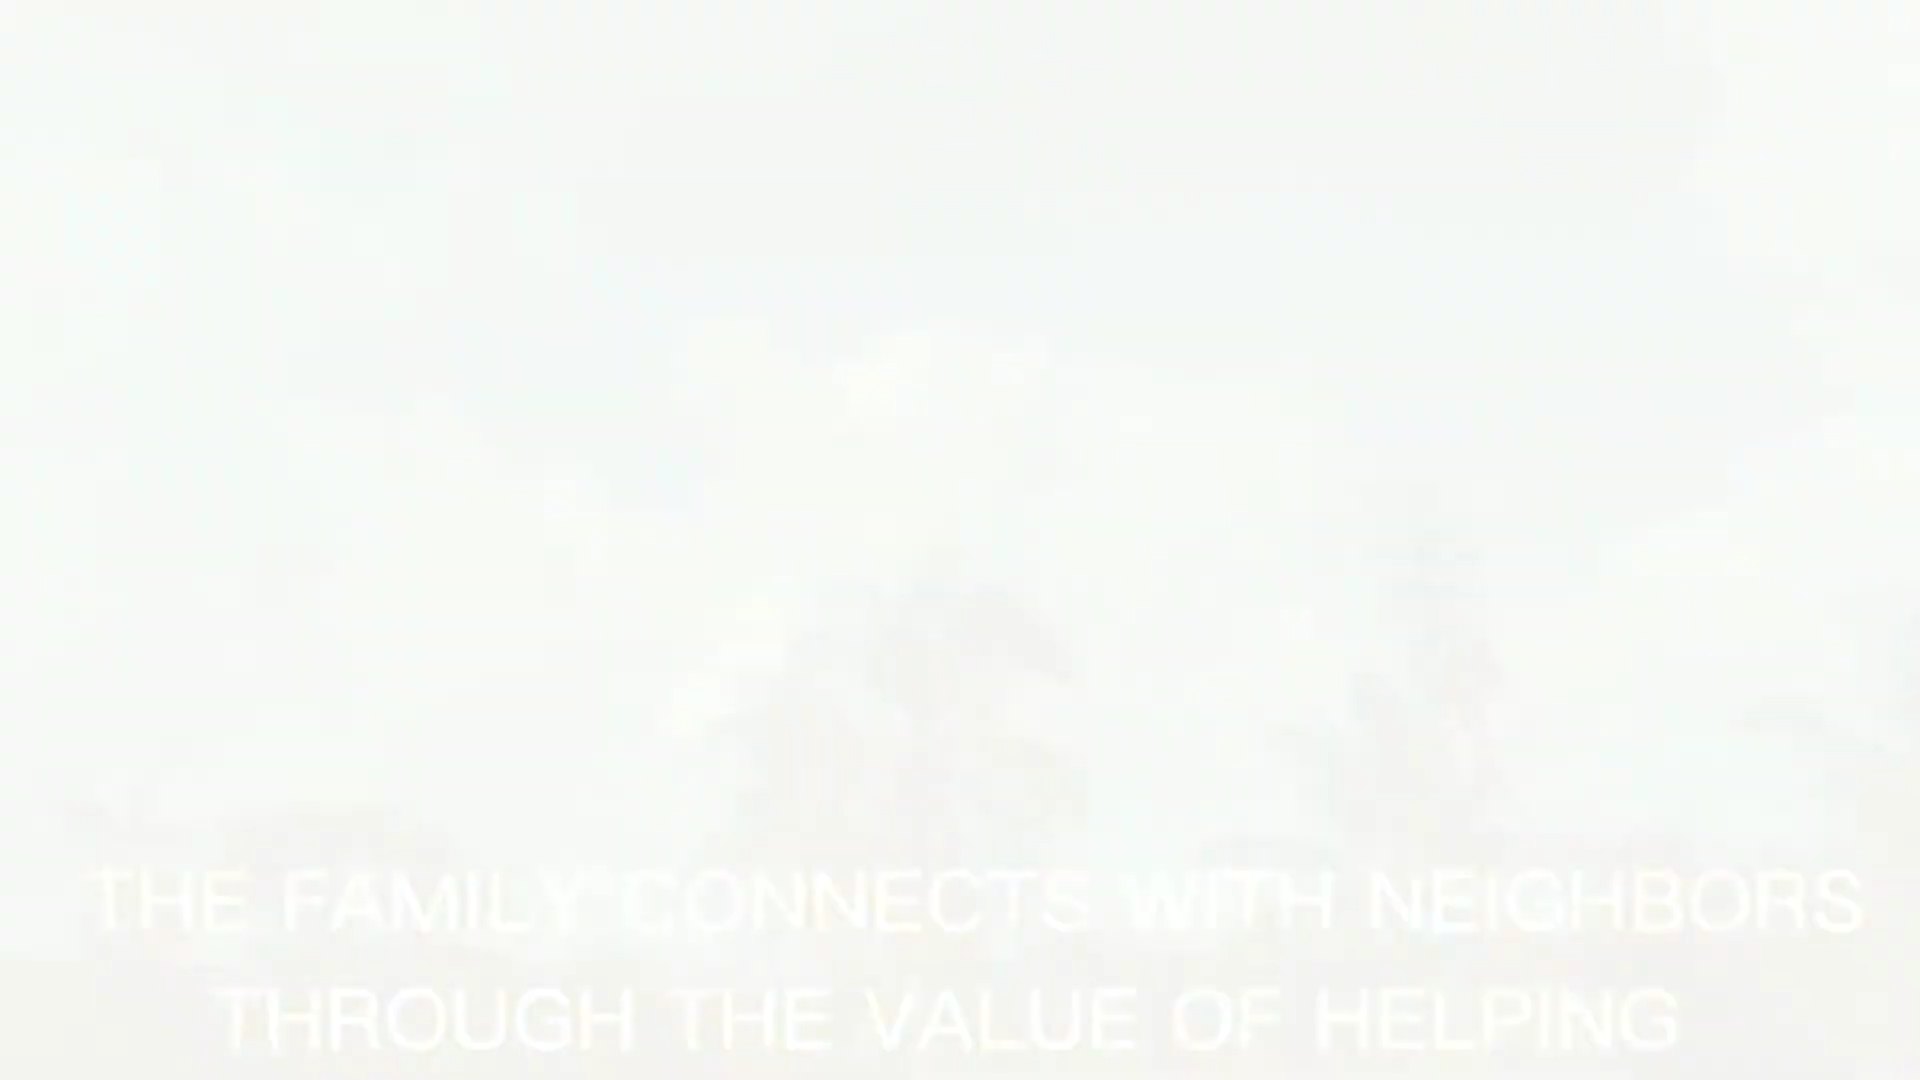 THE FAMILY CONNECTS WITH NEIGHBORS
THROUGH THE VALUE OF HELPING